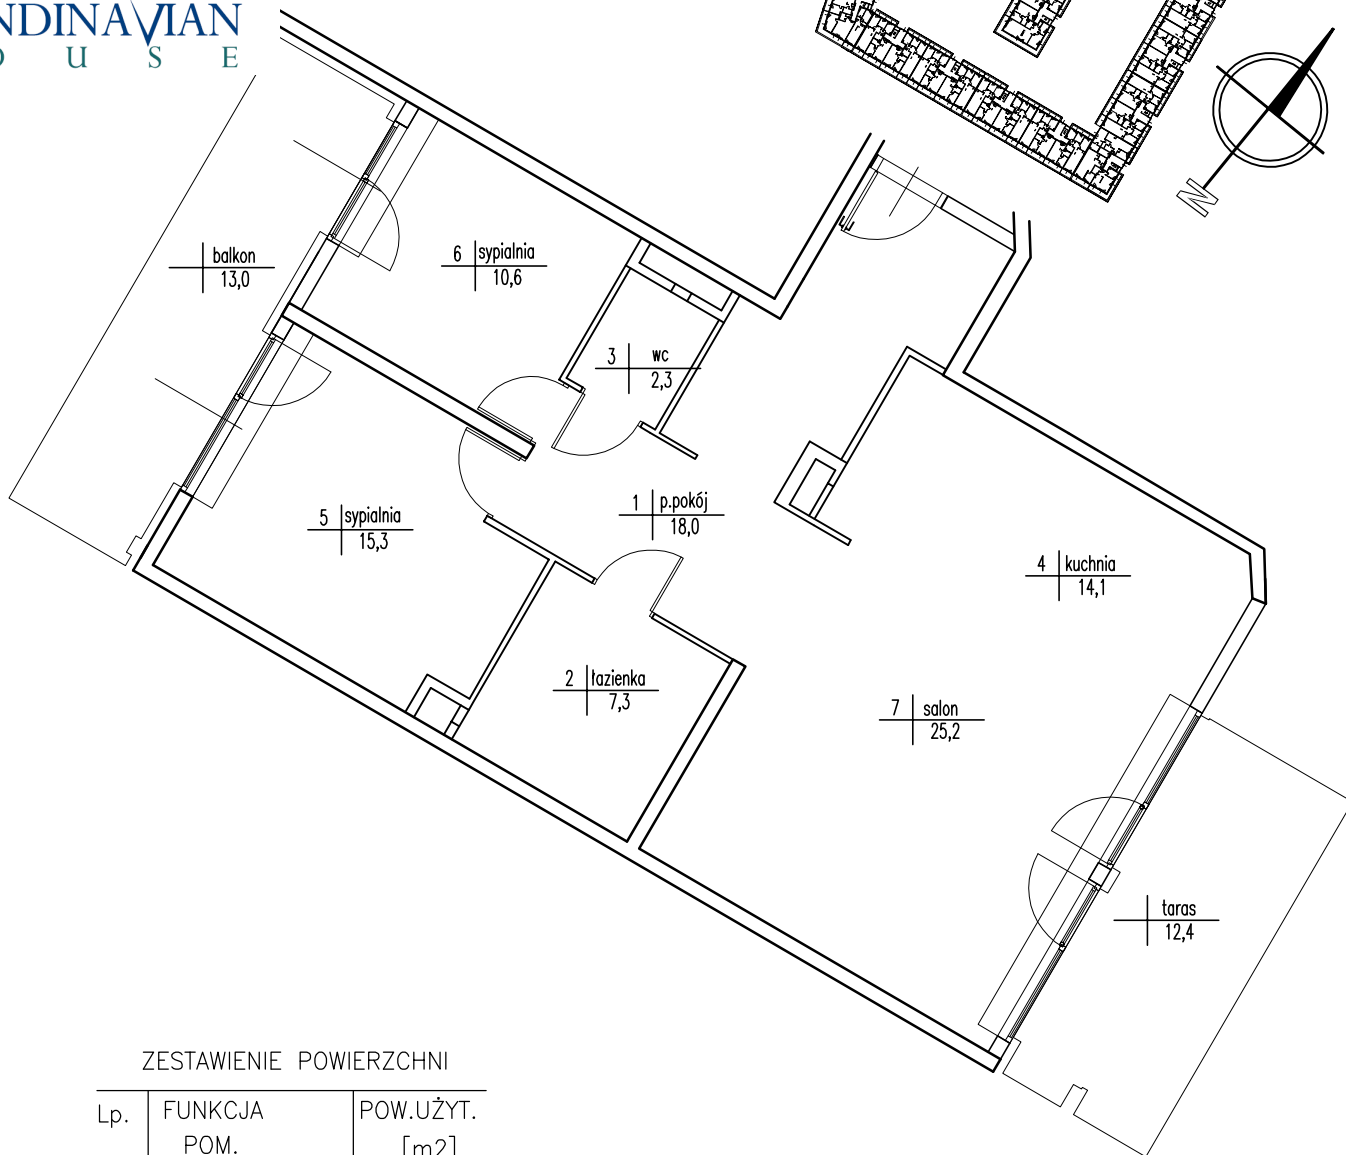 NDINAVIAN
O U S E
N
balkon
13,0
6 sypialnia
10,6
3 wc
2,3
5 sypialnia
15,3
1 p.pokój
18,0
4 kuchnia
14,1
2 łazienka
7,3
7 salon
25,2
taras
12,4
ZESTAWIENIE POWIERZCHNI
Lp. FUNKCJA POM. POW.UŻYT. [m2]